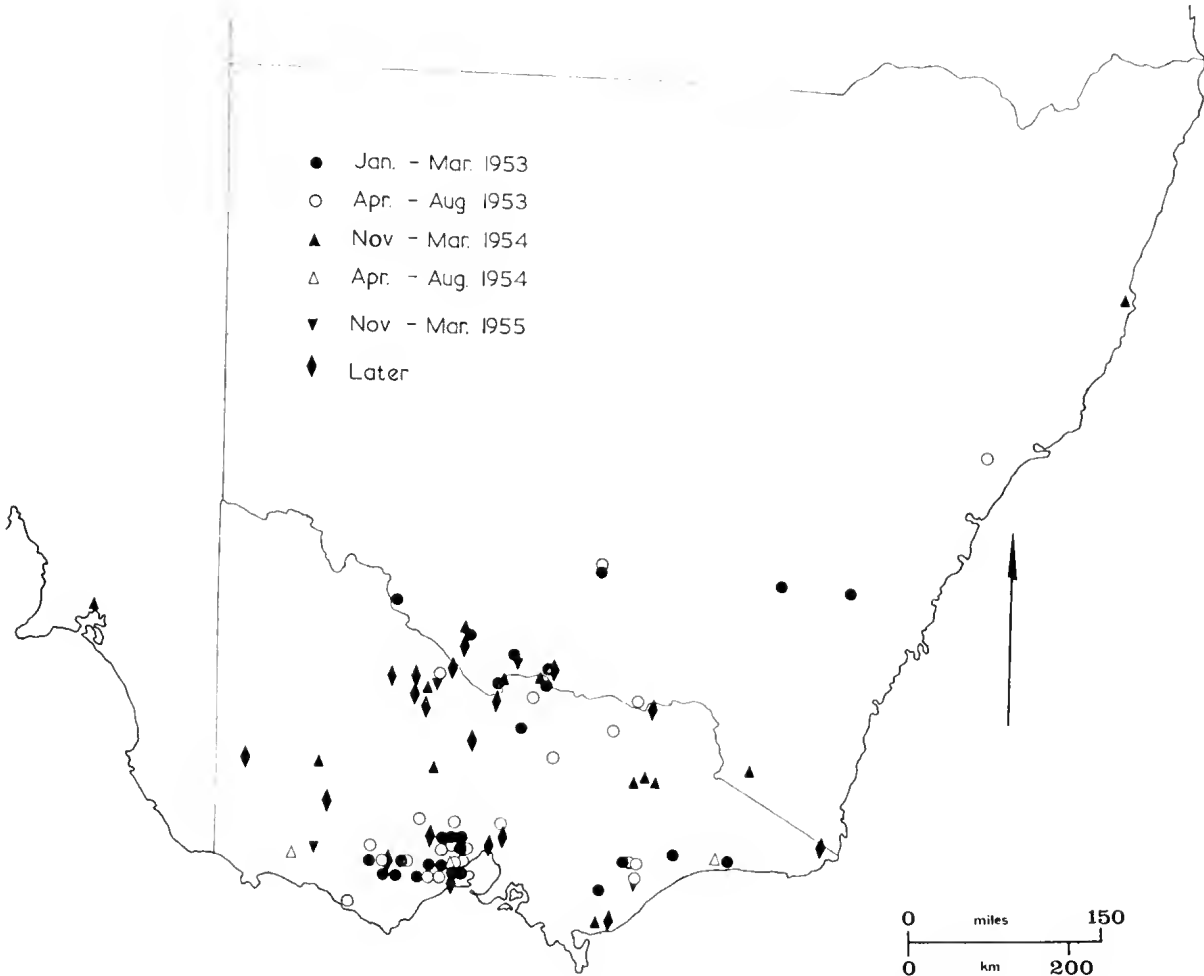 Jan. - Mar. 1953
Apr. - Aug 1953
Nov - Mar. 1954
Apr. - Aug. 1954
Nov - Mar. 1955
Later
0 miles 150
0 km 200